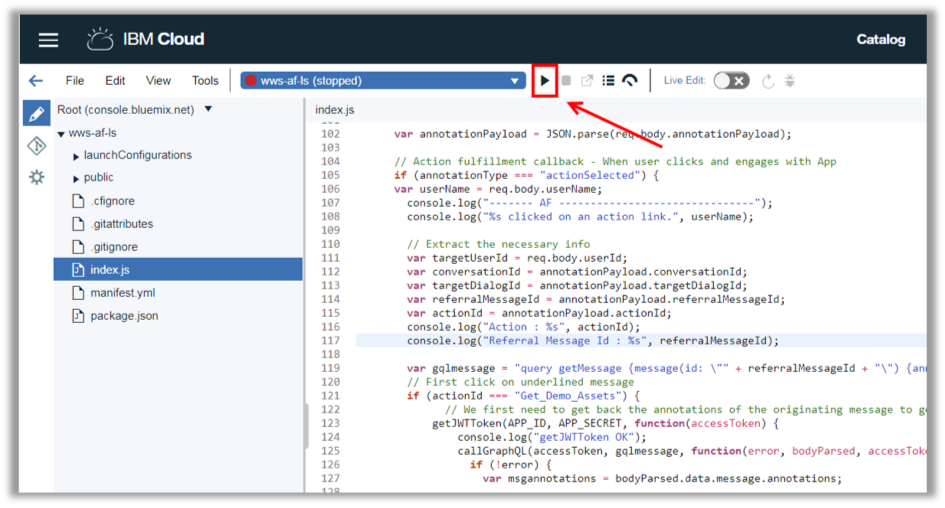 IBM Cloud
Catalog
File Edit View Tools
wws-af-ls (stopped)
Live Edit:
Root (console.bluemix.net)
wws-af-ls
launchConfigurations
public
.cfignore
.gitattributes
.gitignore
index.js
manifest.yml
package.json
index.js
102 var annotationPayload = JSON.parse(req.body.annotationPayload);
103
104 // Action fulfillment callback - When user clicks and engages with App
105 if (annotationType === "actionSelected") {
106 var userName = req.body.userName;
107 console.log("------- AF -------------------------------");
108 console.log("%s clicked on an action link.", userName);
109
110 // Extract the necessary info
111 var targetUserId = req.body.userId;
112 var conversationId = annotationPayload.conversationId;
113 var targetDialogId = annotationPayload.targetDialogId;
114 var referralMessageId = annotationPayload.referralMessageId;
115 var actionId = annotationPayload.actionId;
116 console.log("Action : %s", actionId);
117 console.log("Referral Message Id : %s", referralMessageId);
118
119 var gqlmessage = "query getMessage {message(id: \"" + referralMessageId + "\") {ann
120 // First click on underlined message
121 if (actionId === "Get_Demo_Assets") {
122 // We first need to get back the annotations of the originating message to ge
123 getJWTToken(APP_ID, APP_SECRET, function(accessToken) {
124 console.log("getJWTToken OK");
125 callGraphQL(accessToken, gqlmessage, function(error, bodyParsed, accessToke
126 if (!error) {
127 var msgannotations = bodyParsed.data.message.annotations;